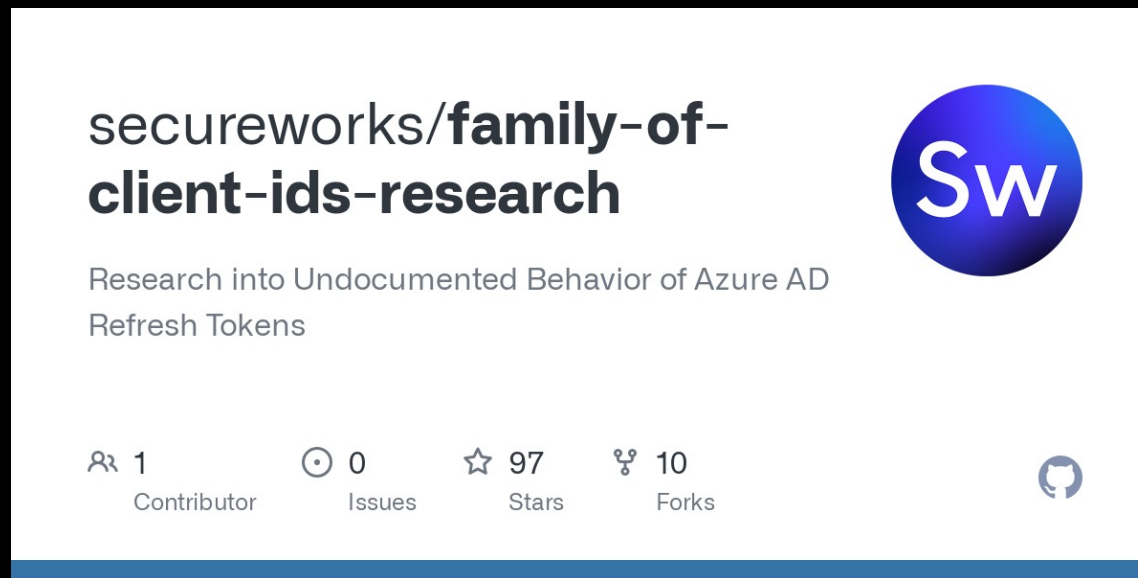 secureworks/family-of-
client-ids-research
Sw
Research into Undocumented Behavior of Azure AD
Refresh Tokens
1
Contributor
0
Issues
97
Stars
10
Forks